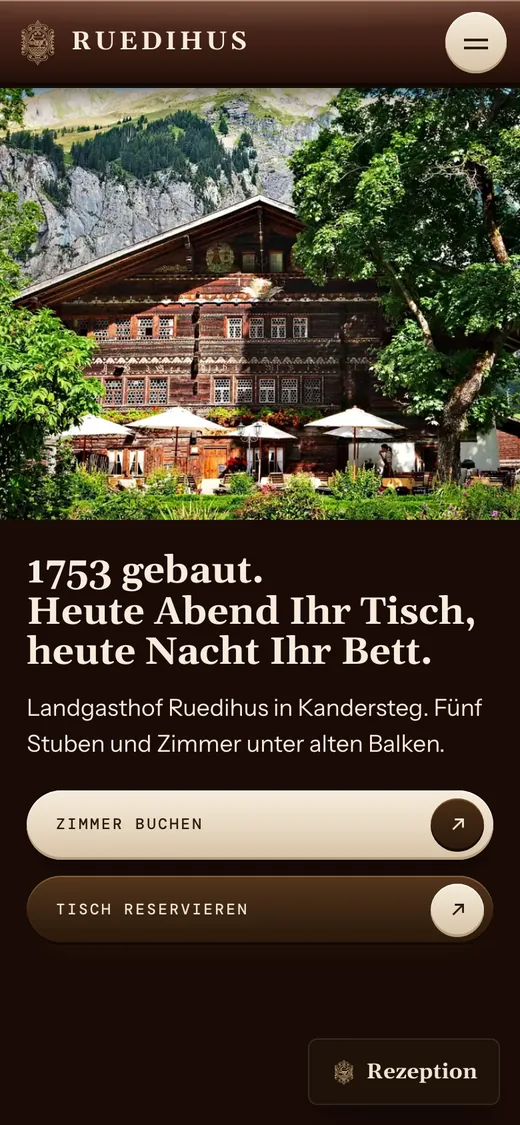 RUEDIHUS
1753 gebaut.
Heute Abend Ihr Tisch,
heute Nacht Ihr Bett.
Landgasthof Ruedihus in Kandersteg. Fünf
Stuben und Zimmer unter alten Balken.
ZIMMER BUCHEN
TISCH RESERVIEREN
Rezeption